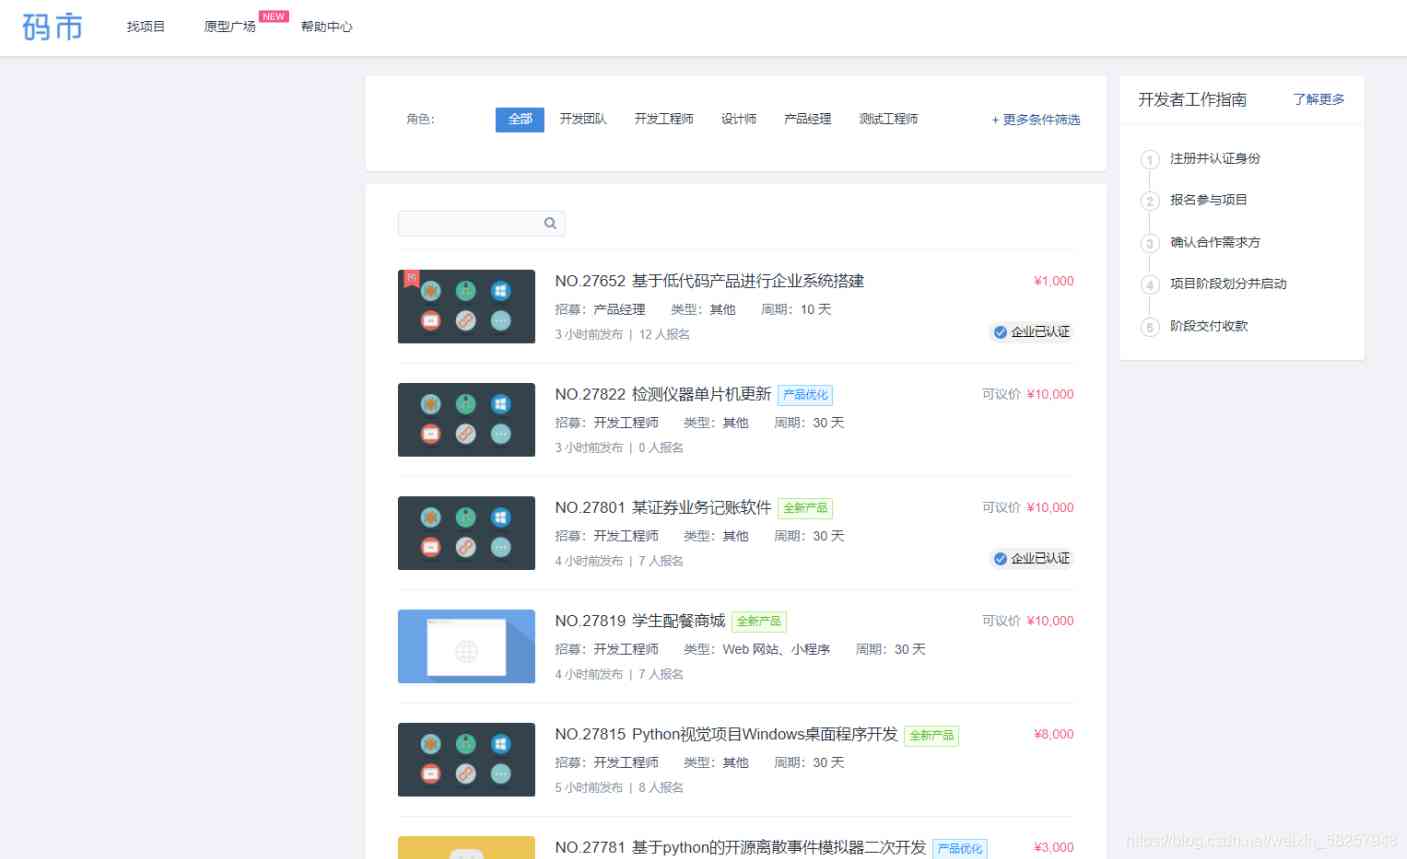 码市
找项目 原型广场 NEW 帮助中心
角色： 全部 开发团队 开发工程师 设计师 产品经理 测试工程师 + 更多条件筛选
开发者工作指南 了解更多
1 注册并认证身份
2 报名参与项目
3 确认合作需求方
4 项目阶段划分并启动
阶段交付收款
NO.27652 基于低代码产品进行企业系统搭建 ¥1,000
招募：产品经理 类型：其他 周期：10 天
3 小时前发布 | 12 人报名 企业已认证
NO.27822 检测仪器单片机更新 产品优化 可议价 ¥10,000
招募：开发工程师 类型：其他 周期：30 天
3 小时前发布 | 0 人报名
NO.27801 某证券业务记账软件 全新产品 可议价 ¥10,000
招募：开发工程师 类型：其他 周期：30 天
4 小时前发布 | 7 人报名 企业已认证
NO.27819 学生配餐商城 全新产品 可议价 ¥10,000
招募：开发工程师 类型：Web 网站、小程序 周期：30 天
4 小时前发布 | 7 人报名
NO.27815 Python视觉项目Windows桌面程序开发 全新产品 ¥8,000
招募：开发工程师 类型：其他 周期：30 天
5 小时前发布 | 8 人报名
NO.27781 基于python的开源离散事件模拟器二次开发 产品优化 ¥3,000
https://blog.csdn.net/weixin_58257848